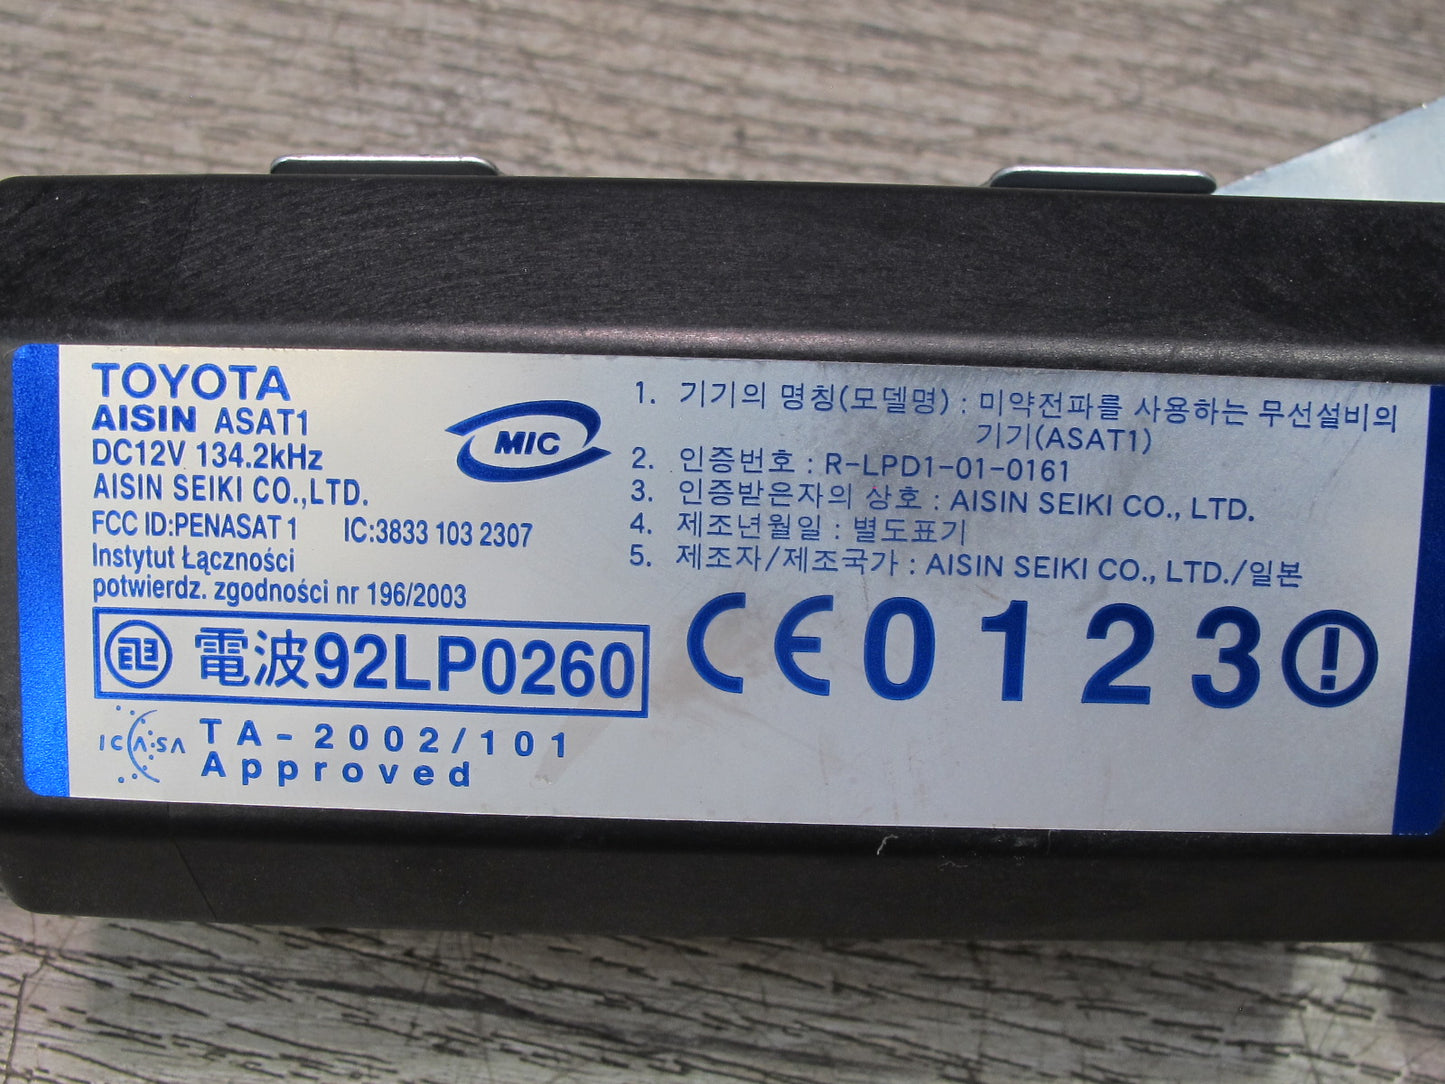 TOYOTA
AISIN ASAT1
DC12V 134.2kHz
AISIN SEIKI CO.,LTD.
FCC ID:PENASAT1 IC:3833 103 2307
Instytut Łączności
potwierdz. zgodności nr 196/2003
電波92LP0260
ICASA
TA-2002/101
Approved
MIC
1. 기기의 명칭(모델명) : 미약전파를 사용하는 무선설비의
기기(ASAT1)
2. 인증번호 : R-LPD1-01-0161
3. 인증받은자의 상호 : AISIN SEIKI CO., LTD.
4. 제조년월일 : 별도표기
5. 제조자/제조국가 : AISIN SEIKI CO., LTD./일본
CE0123